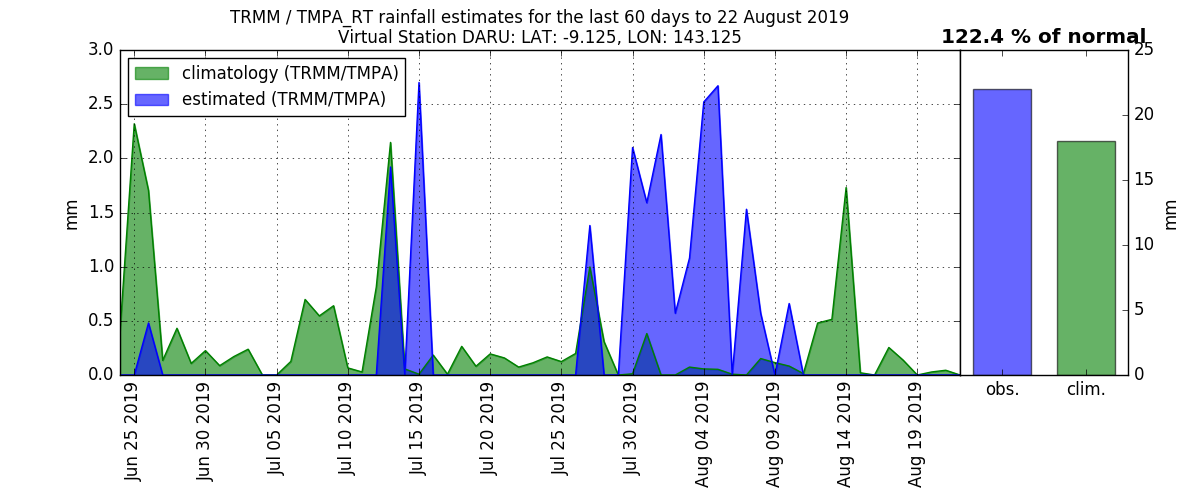 TRMM / TMPA_RT rainfall estimates for the last 60 days to 22 August 2019
Virtual Station DARU: LAT: -9.125, LON: 143.125
122.4 % of normal
climatology (TRMM/TMPA)
estimated (TRMM/TMPA)
3.0
2.5
2.0
1.5
1.0
0.5
0.0
mm
Jun 25 2019
Jun 30 2019
Jul 05 2019
Jul 10 2019
Jul 15 2019
Jul 20 2019
Jul 25 2019
Jul 30 2019
Aug 04 2019
Aug 09 2019
Aug 14 2019
Aug 19 2019
obs.
clim.
25
20
15
10
5
0
mm